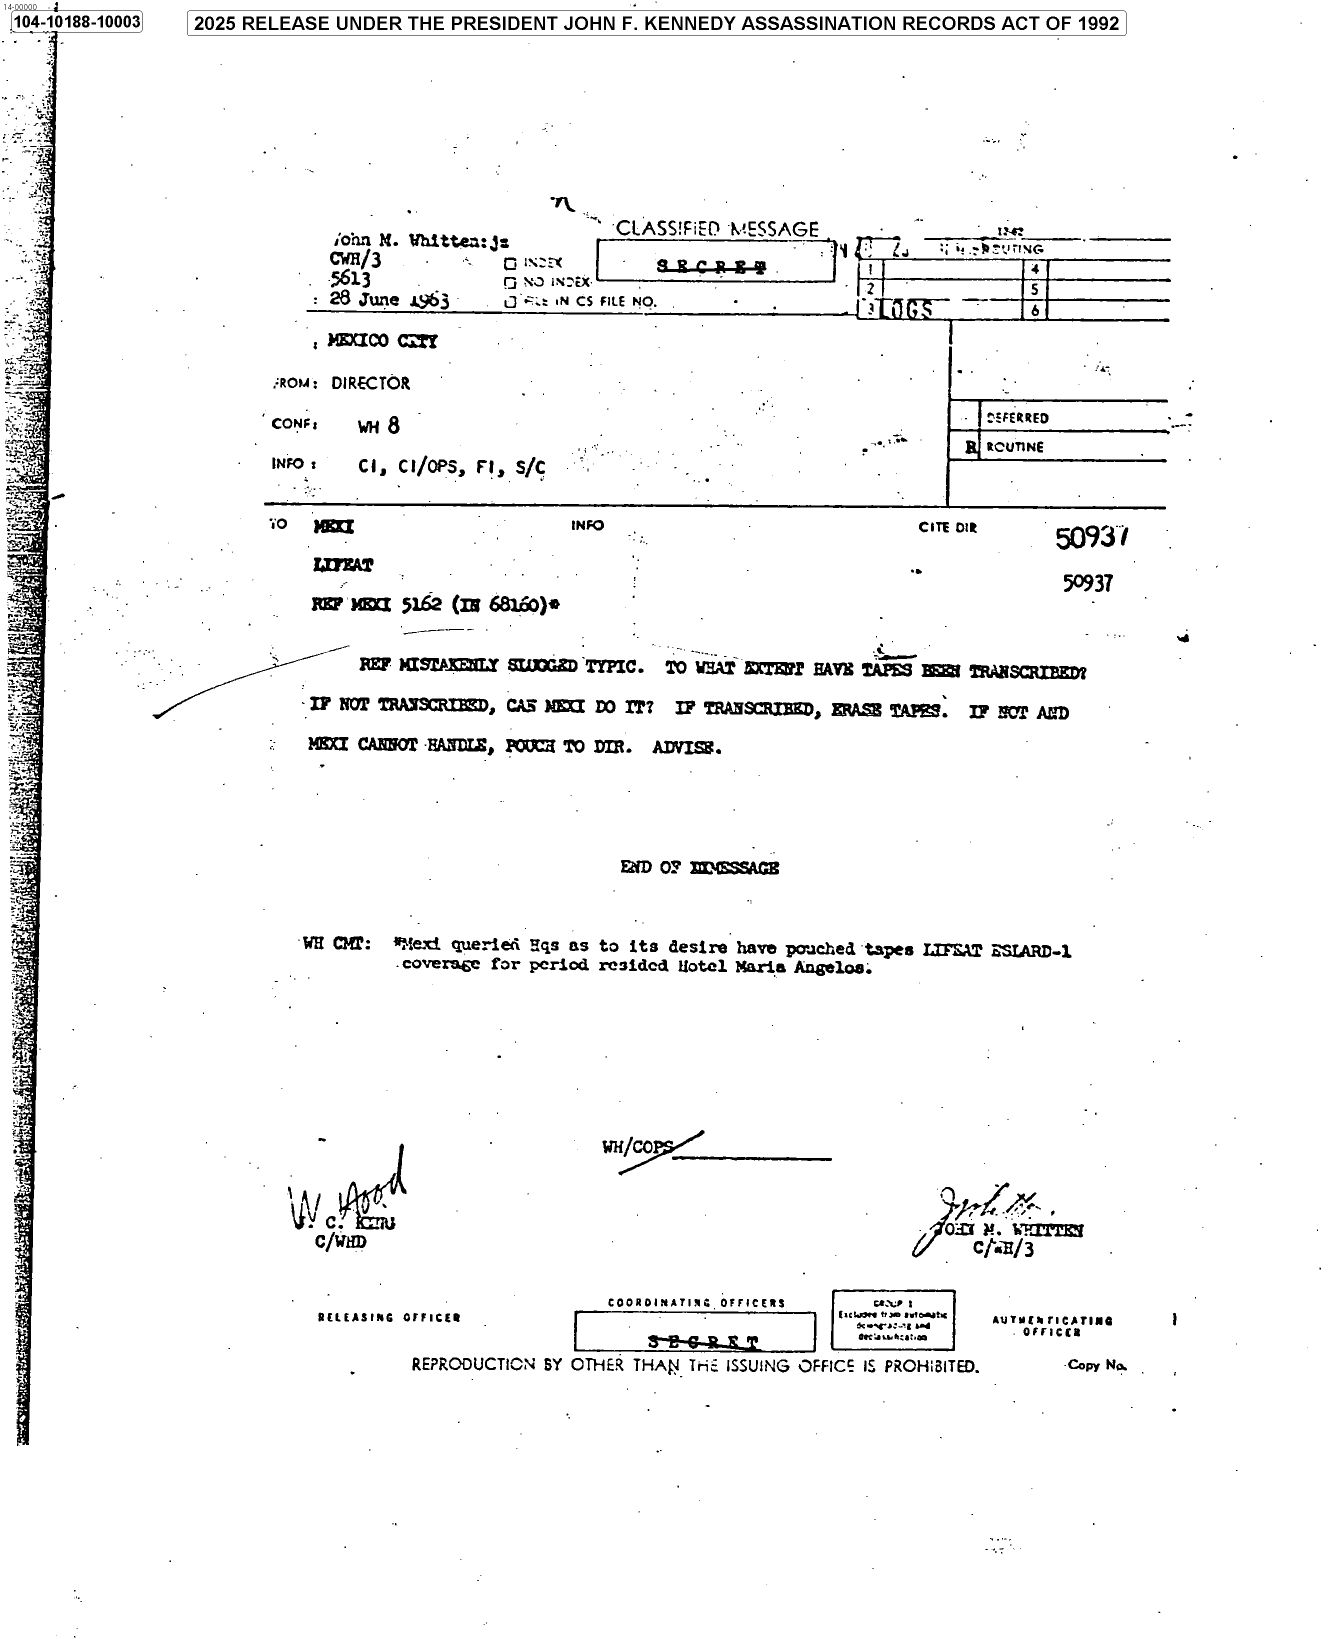 14-00000
104-10188-10003
2025 RELEASE UNDER THE PRESIDENT JOHN F. KENNEDY ASSASSINATION RECORDS ACT OF 1992
CLASSIFIED MESSAGE
SECRET
12-62
ROUTING
1 4
2 5
3 LOGS 6
John M. Whitten:js
CWH/3
5613
28 June 1963
INDEX
NO INDEX
FILE IN CS FILE NO.
: MEXICO CITY
FROM: DIRECTOR
CONF: WH 8
INFO : CI, CI/OPS, FI, S/C
DEFERRED
R ROUTINE
TO MEXI INFO CITE DIR 50937
50937
LIFEAT
REF MEXI 5162 (IN 68160)*
REF MISTAKENLY SLUGGED TYPIC. TO WHAT EXTENT HAVE TAPES BEEN TRANSCRIBED?
IF NOT TRANSCRIBED, CAN MEXI DO IT? IF TRANSCRIBED, ERASE TAPES. IF NOT AND
MEXI CANNOT HANDLE, POUCH TO DIR. ADVISE.
END OF MESSAGE
WH CMT: *Mexi queried Hqs as to its desire have pouched tapes LIFEAT ESLARD-1
coverage for period resided Hotel Maria Angelos.
WH/COPS
W. Hood
C/WHD
JOHN M. WHITTEN
C/WH/3
RELEASING OFFICER
COORDINATING OFFICERS
SECRET
GROUP 1
Excluded from automatic
downgrading and
declassification
AUTHENTICATING
OFFICER
REPRODUCTION BY OTHER THAN THE ISSUING OFFICE IS PROHIBITED.
Copy No.